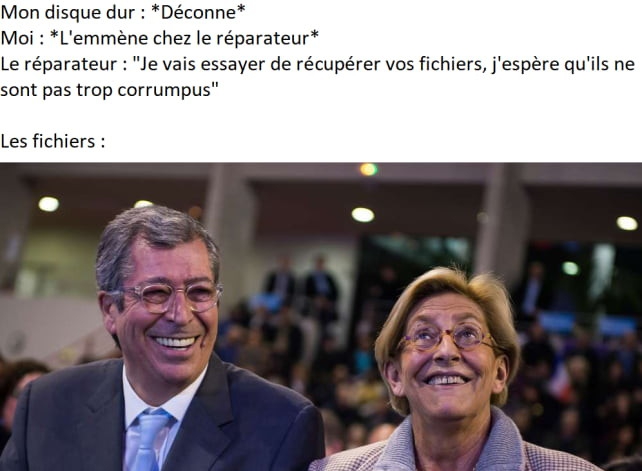 Mon disque dur : *Déconne*
Moi : *L'emmène chez le réparateur*
Le réparateur : "Je vais essayer de récupérer vos fichiers, j'espère qu'ils ne
sont pas trop corrumpus"
Les fichiers :